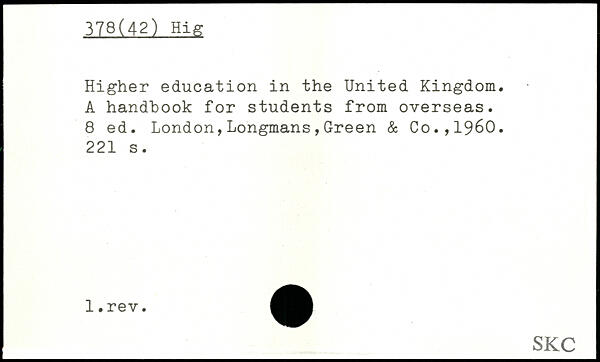 378(42) Hig
Higher education in the United Kingdom.
A handbook for students from overseas.
8 ed. London,Longmans,Green & Co.,1960.
221 s.
1.rev.
SKC